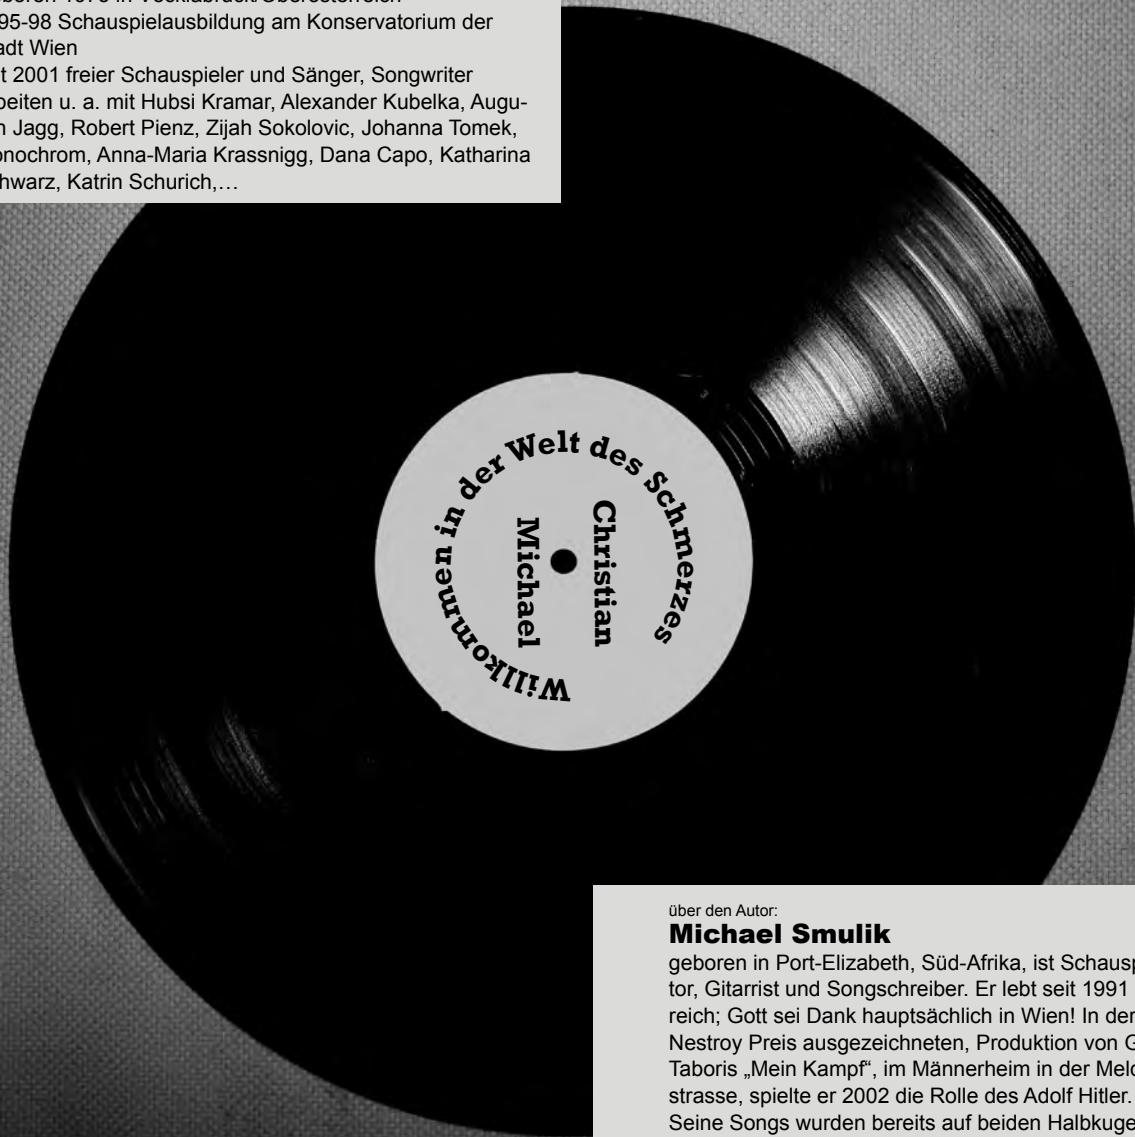 95-98 Schauspielausbildung am Konservatorium der
adt Wien
t 2001 freier Schauspieler und Sänger, Songwriter
beiten u. a. mit Hubsi Kramar, Alexander Kubelka, Augu-
n Jagg, Robert Pienz, Zijah Sokolovic, Johanna Tomek,
onochrom, Anna-Maria Krassnigg, Dana Capo, Katharina
hwarz, Katrin Schurich,…
Willkommen in der Welt des Schmerzes
Christian
Michael
über den Autor:
Michael Smulik
geboren in Port-Elizabeth, Süd-Afrika, ist Schausp
tor, Gitarrist und Songschreiber. Er lebt seit 1991
reich; Gott sei Dank hauptsächlich in Wien! In der
Nestroy Preis ausgezeichneten, Produktion von G
Taboris „Mein Kampf“, im Männerheim in der Meld
strasse, spielte er 2002 die Rolle des Adolf Hitler.
Seine Songs wurden bereits auf beiden Halbkuge